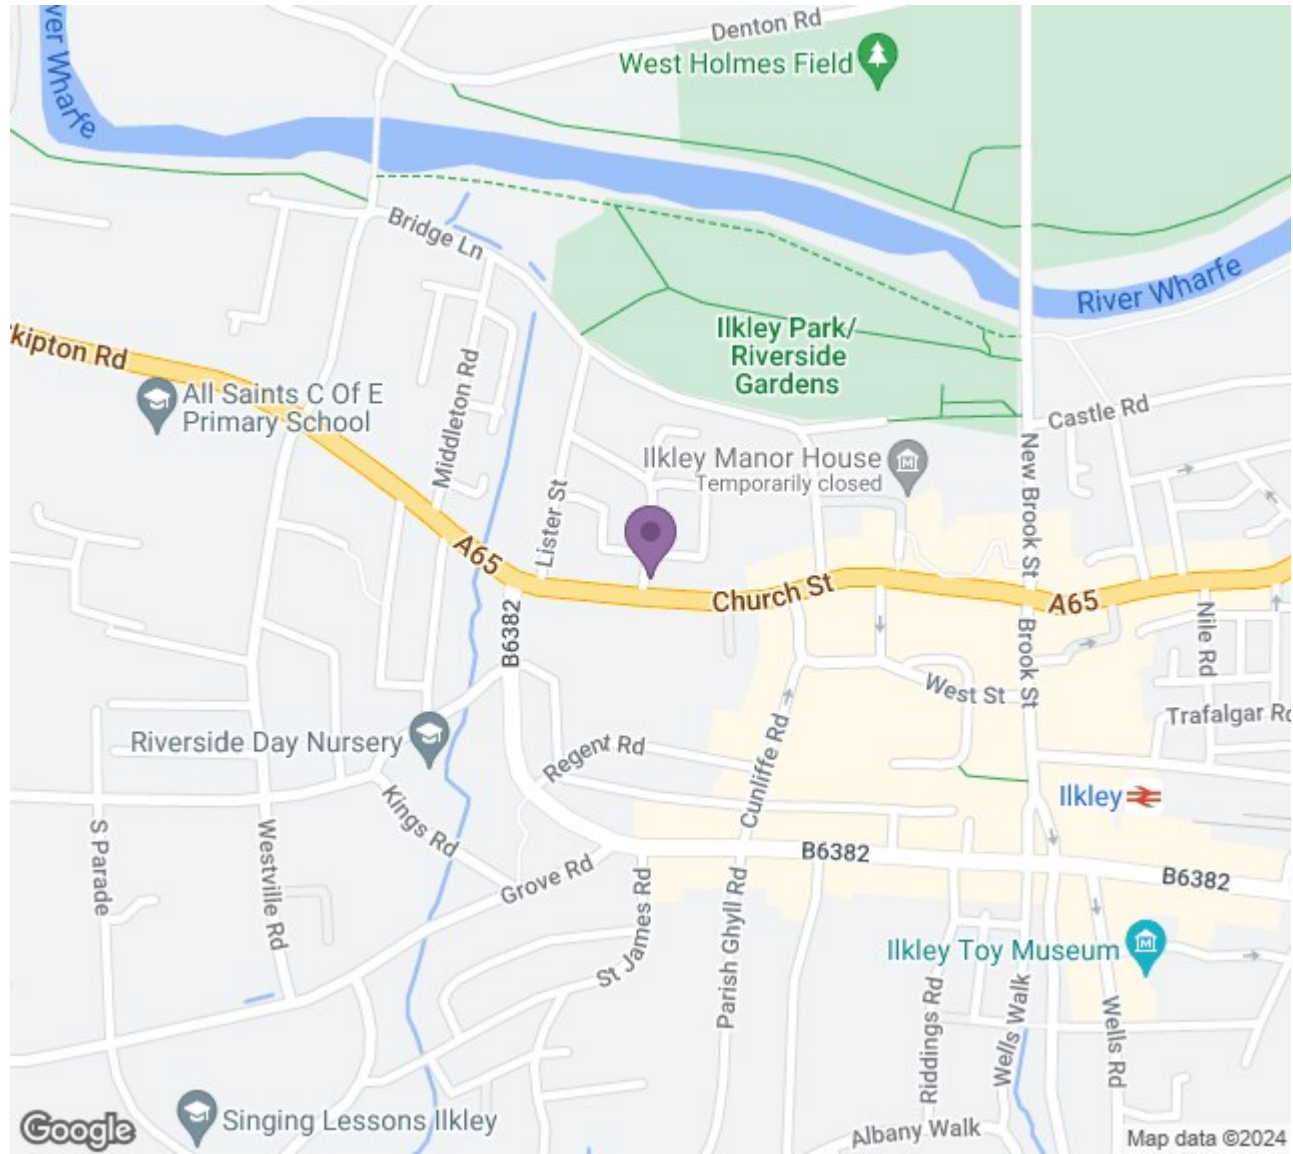 Denton Rd
West Holmes Field
ver Wharfe
Bridge Ln
River Wharfe
kipton Rd
Ilkley Park/
Riverside
Gardens
All Saints C Of E
Primary School
Middleton Rd
Castle Rd
Ilkley Manor House
Temporarily closed
New Brook St
Lister St
A65
Church St
A65
B6382
Nile Rd
Brook St
West St
Trafalgar Rd
Riverside Day Nursery
Regent Rd
Cunliffe Rd
Ilkley
Kings Rd
S Parade
Westville Rd
Grove Rd
B6382
B6382
St James Rd
Parish Ghyll Rd
Ilkley Toy Museum
Riddings Rd
Wells Walk
Wells Rd
Singing Lessons Ilkley
Albany Walk
Google
Map data ©2024